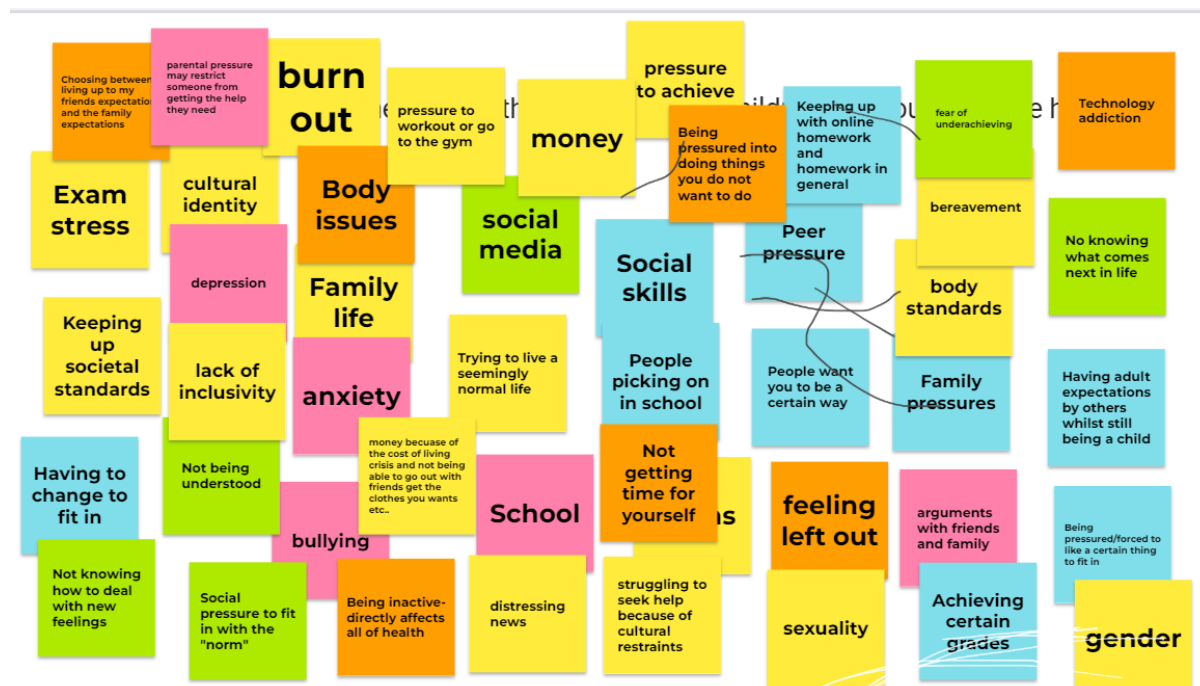 Choosing between
living up to my
friends expectation
and the family
expectations
parental pressure
may restrict
someone from
getting the help
they need
burn
out
pressure to
workout or go
to the gym
money
pressure
to achieve
Being
pressured into
doing things
you do not
want to do
Keeping up
with online
homework
and
homework in
general
fear of
underachieving
Technology
addiction
Exam
stress
cultural
identity
Body
issues
social
media
Social
skills
Peer
pressure
bereavement
No knowing
what comes
next in life
depression
Family
life
body
standards
Keeping
up
societal
standards
lack of
inclusivity
anxiety
Trying to live a
seemingly
normal life
People
picking on
in school
People want
you to be a
certain way
Family
pressures
Having adult
expectations
by others
whilst still
being a child
Having to
change to
fit in
Not being
understood
money becuase of
the cost of living
crisis and not being
able to go out with
friends get the
clothes you wants
etc..
bullying
School
Not
getting
time for
yourself
feeling
left out
arguments
with friends
and family
Being
pressured/forced to
like a certain thing
to fit in
Not knowing
how to deal
with new
feelings
Social
pressure to fit
in with the
"norm"
Being inactive-
directly affects
all of health
distressing
news
struggling to
seek help
because of
cultural
restraints
sexuality
Achieving
certain
grades
gender